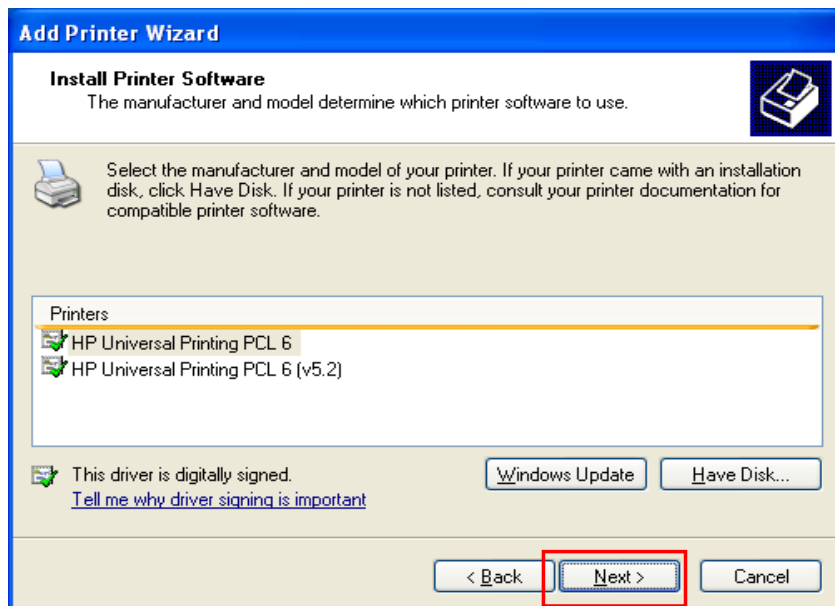 Add Printer Wizard
Install Printer Software
The manufacturer and model determine which printer software to use.
Select the manufacturer and model of your printer. If your printer came with an installation
disk, click Have Disk. If your printer is not listed, consult your printer documentation for
compatible printer software.
Printers
HP Universal Printing PCL 6
HP Universal Printing PCL 6 (v5.2)
This driver is digitally signed.
Tell me why driver signing is important
Windows Update
Have Disk...
< Back
Next >
Cancel